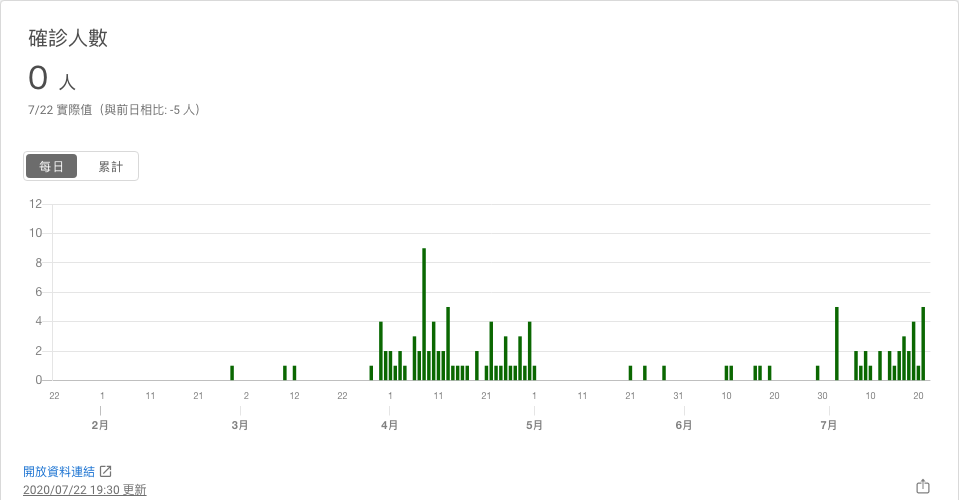 確診人數
0 人
7/22 實際值（與前日相比: -5 人）
每日 累計
12
10
8
6
4
2
0
22 1 11 21 2 12 22 1 11 21 1 11 21 31 10 20 30 10 20
2月 3月 4月 5月 6月 7月
開放資料連結
2020/07/22 19:30 更新